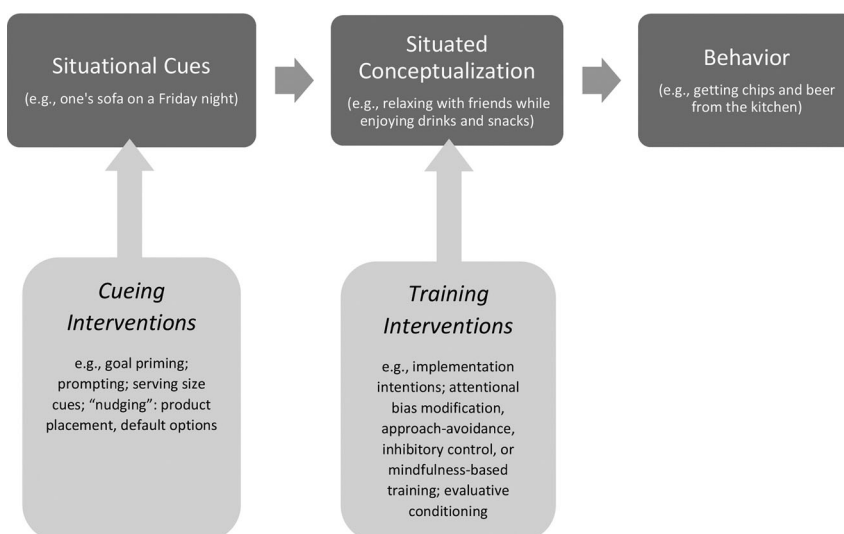 Situational Cues
(e.g., one's sofa on a Friday night)
Situated
Conceptualization
(e.g., relaxing with friends while
enjoying drinks and snacks)
Behavior
(e.g., getting chips and beer
from the kitchen)
Cueing
Interventions
e.g., goal priming;
prompting; serving size
cues; “nudging”: product
placement, default options
Training
Interventions
e.g., implementation
intentions; attentional
bias modification,
approach-avoidance,
inhibitory control, or
mindfulness-based
training; evaluative
conditioning